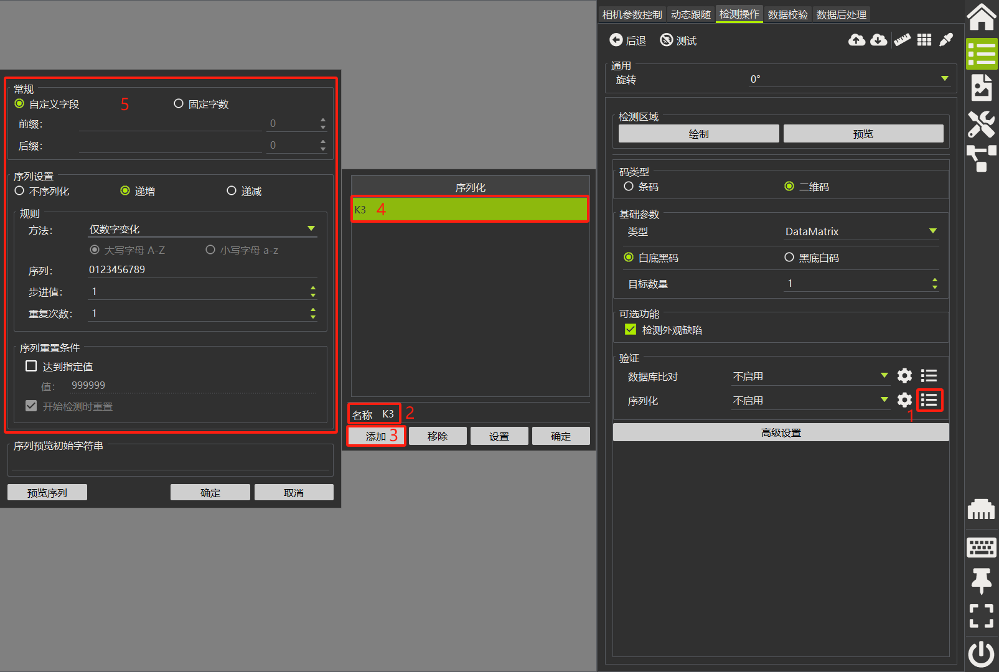 相机参数控制 动态跟随 检测操作 数据校验 数据后处理
后退 测试
通用
旋转 0°
检测区域
绘制 预览
码类型
条码 二维码
基础参数
类型 DataMatrix
白底黑码 黑底白码
目标数量 1
可选功能
检测外观缺陷
验证
数据库比对 不启用
序列化 不启用
1
高级设置
序列化
K3 4
名称 K3 2
添加 3 移除 设置 确定
常规
自定义字段 5 固定字数
前缀: 0
后缀: 0
序列设置
不序列化 递增 递减
规则
方法: 仅数字变化
大写字母 A-Z 小写字母 a-z
序列: 0123456789
步进值: 1
重复次数: 1
序列重置条件
达到指定值
值: 999999
开始检测时重置
序列预览初始字符串
预览序列 确定 取消